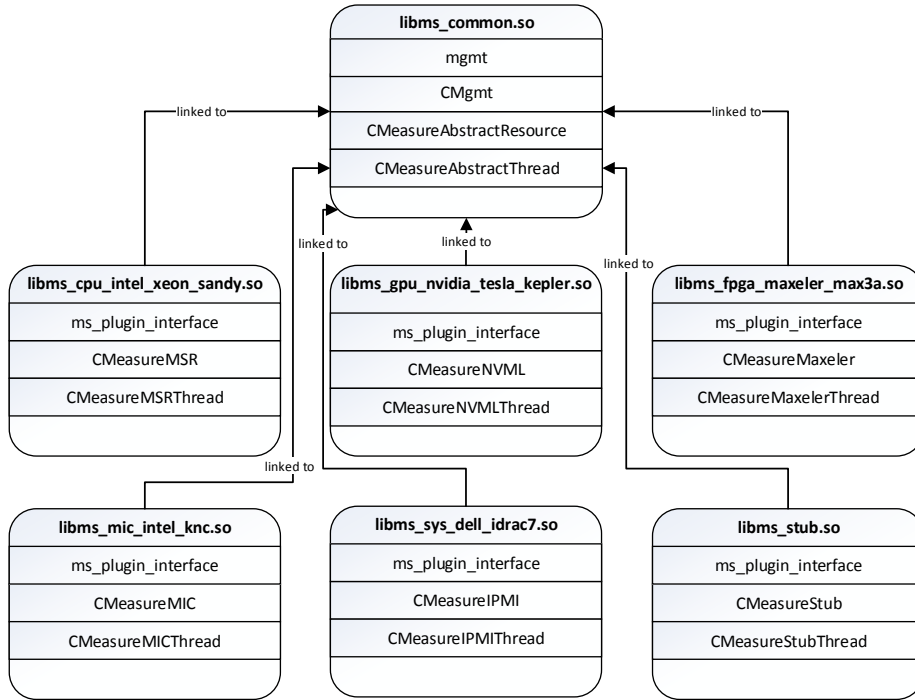 libms_common.so
mgmt
CMgmt
CMeasureAbstractResource
CMeasureAbstractThread
linked to
linked to
linked to
linked to
linked to
libms_cpu_intel_xeon_sandy.so
ms_plugin_interface
CMeasureMSR
CMeasureMSRThread
libms_gpu_nvidia_tesla_kepler.so
ms_plugin_interface
CMeasureNVML
CMeasureNVMLThread
libms_fpga_maxeler_max3a.so
ms_plugin_interface
CMeasureMaxeler
CMeasureMaxelerThread
linked to
libms_mic_intel_knc.so
ms_plugin_interface
CMeasureMIC
CMeasureMICThread
libms_sys_dell_idrac7.so
ms_plugin_interface
CMeasureIPMI
CMeasureIPMIThread
libms_stub.so
ms_plugin_interface
CMeasureStub
CMeasureStubThread